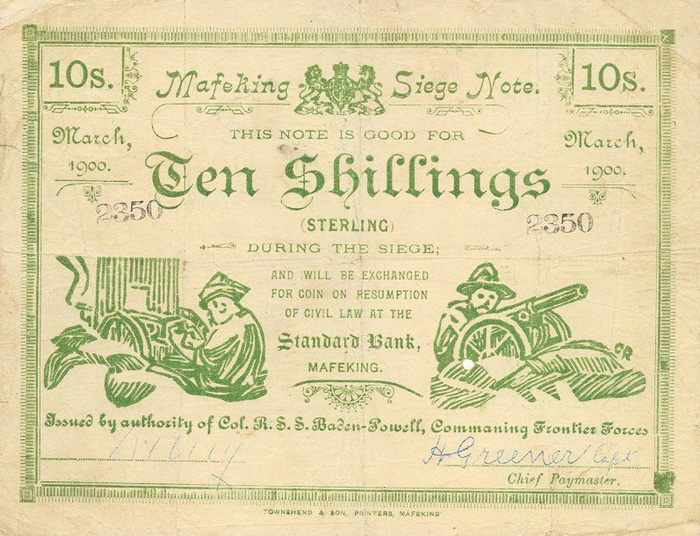 10s.
Mafeking Siege Note.
10s.
March,
1900.
March,
1900.
THIS NOTE IS GOOD FOR
Ten Shillings
2350
2350
(STERLING)
DURING THE SIEGE;
AND WILL BE EXCHANGED
FOR COIN ON RESUMPTION
OF CIVIL LAW AT THE
Standard Bank,
MAFEKING.
CR
Issued by authority of Col. R. S. S. Baden-Powell, Commaning Frontier Forces
H Greener Capt
Chief Paymaster.
TOWNSHEND & SON, PRINTERS, MAFEKING